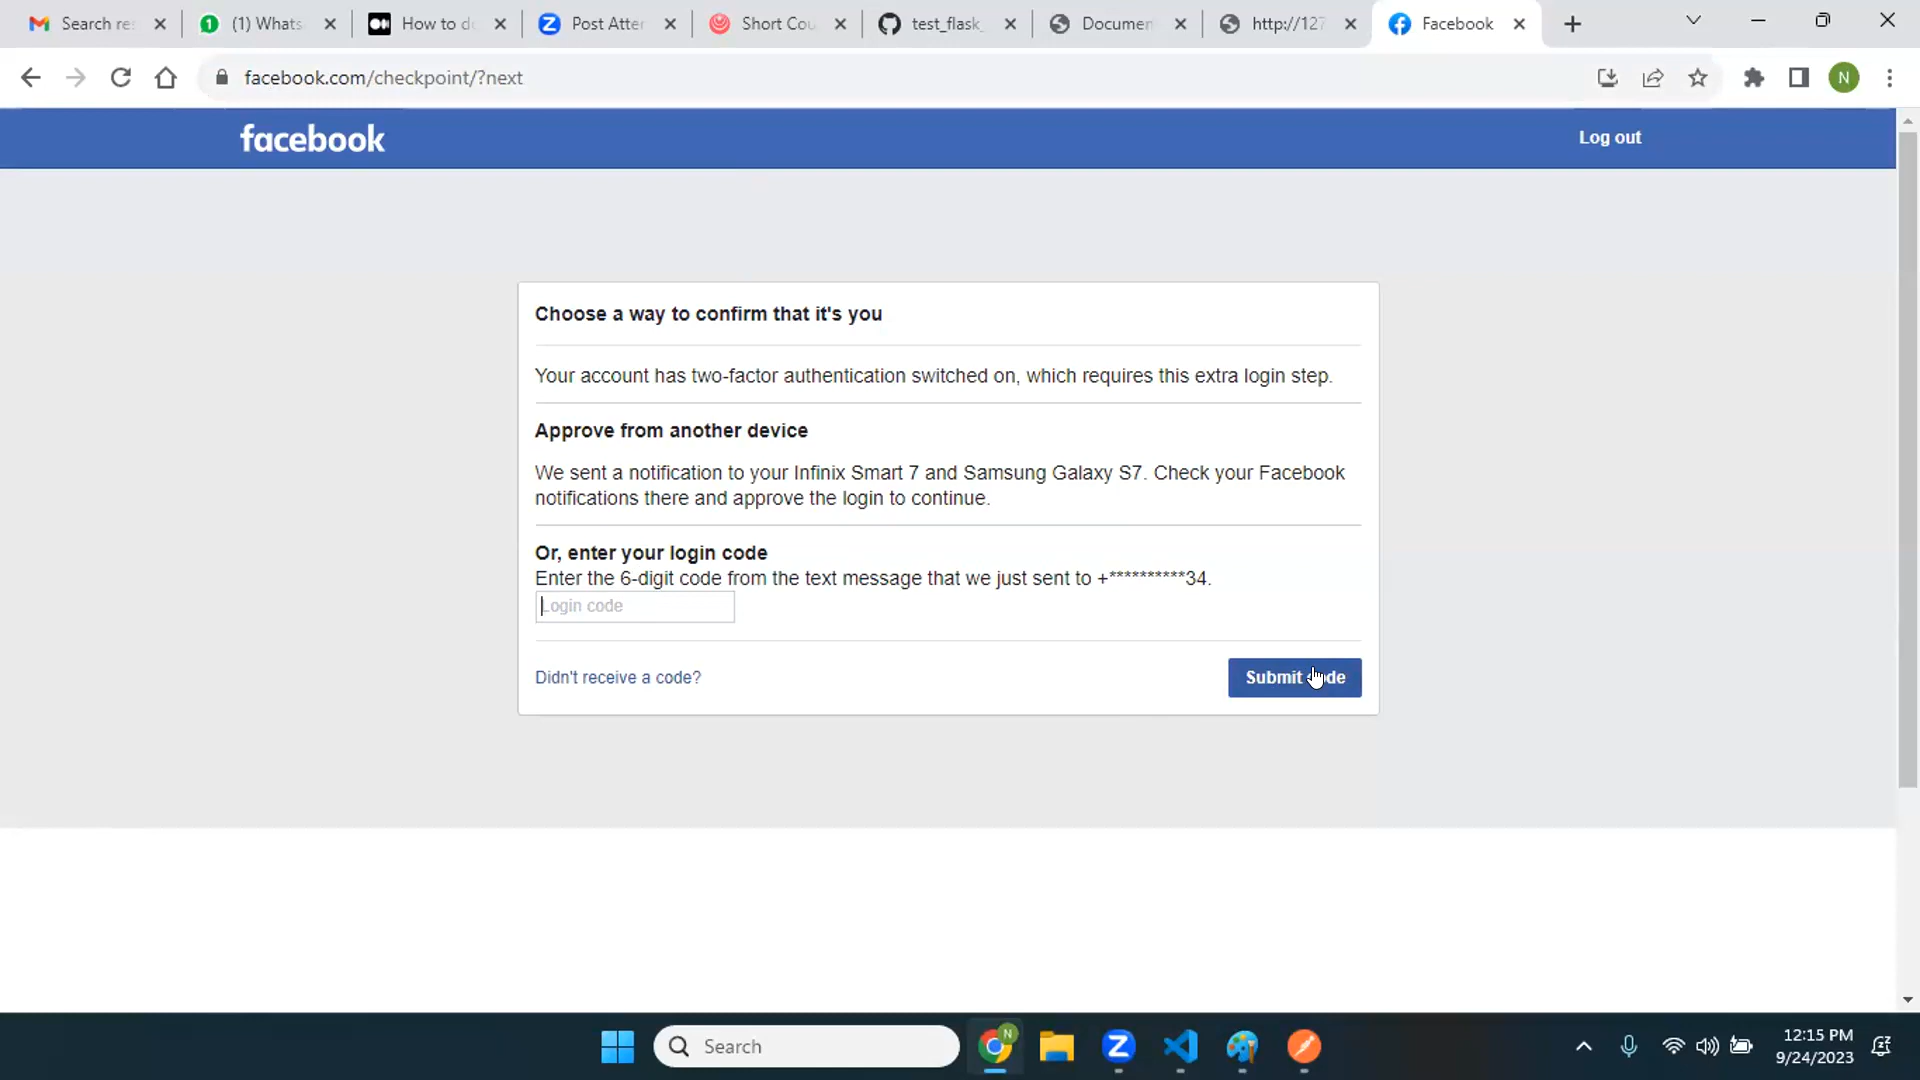 Search re
(1) Whats
How to d
Post Atter
Short Cou
test_flask_
Documen
http://127
Facebook
facebook.com/checkpoint/?next
N
facebook
Log out
Choose a way to confirm that it's you
Your account has two-factor authentication switched on, which requires this extra login step.
Approve from another device
We sent a notification to your Infinix Smart 7 and Samsung Galaxy S7. Check your Facebook
notifications there and approve the login to continue.
Or, enter your login code
Enter the 6-digit code from the text message that we just sent to +**********34.
Login code
Didn't receive a code?
Submit de
Search
12:15 PM
9/24/2023